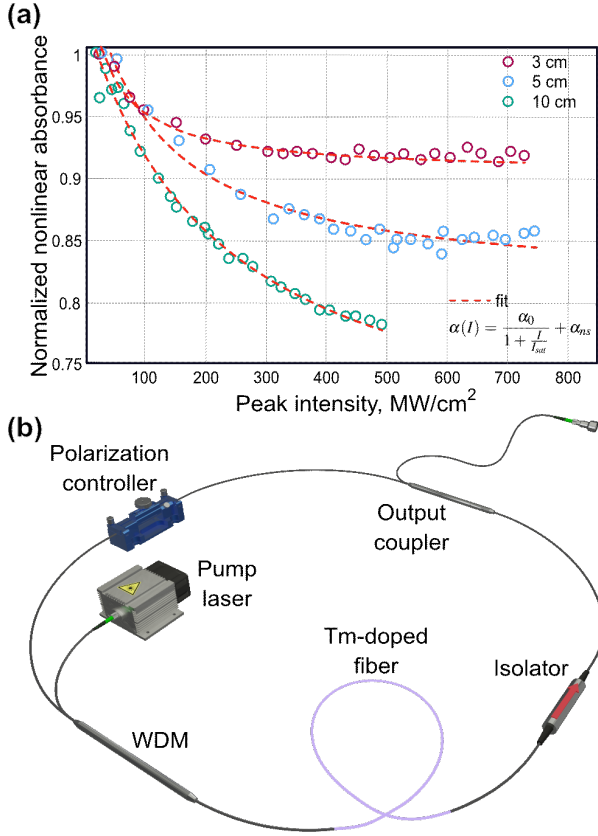 (a)
Normalized nonlinear absorbance
1
0.95
0.9
0.85
0.8
0.75
3 cm
5 cm
10 cm
fit
α(I) = α₀ / (1 + I/I_sat) + α_ns
100 200 300 400 500 600 700 800
Peak intensity, MW/cm²
(b)
Polarization
controller
Output
coupler
Pump
laser
Tm-doped
fiber
Isolator
WDM